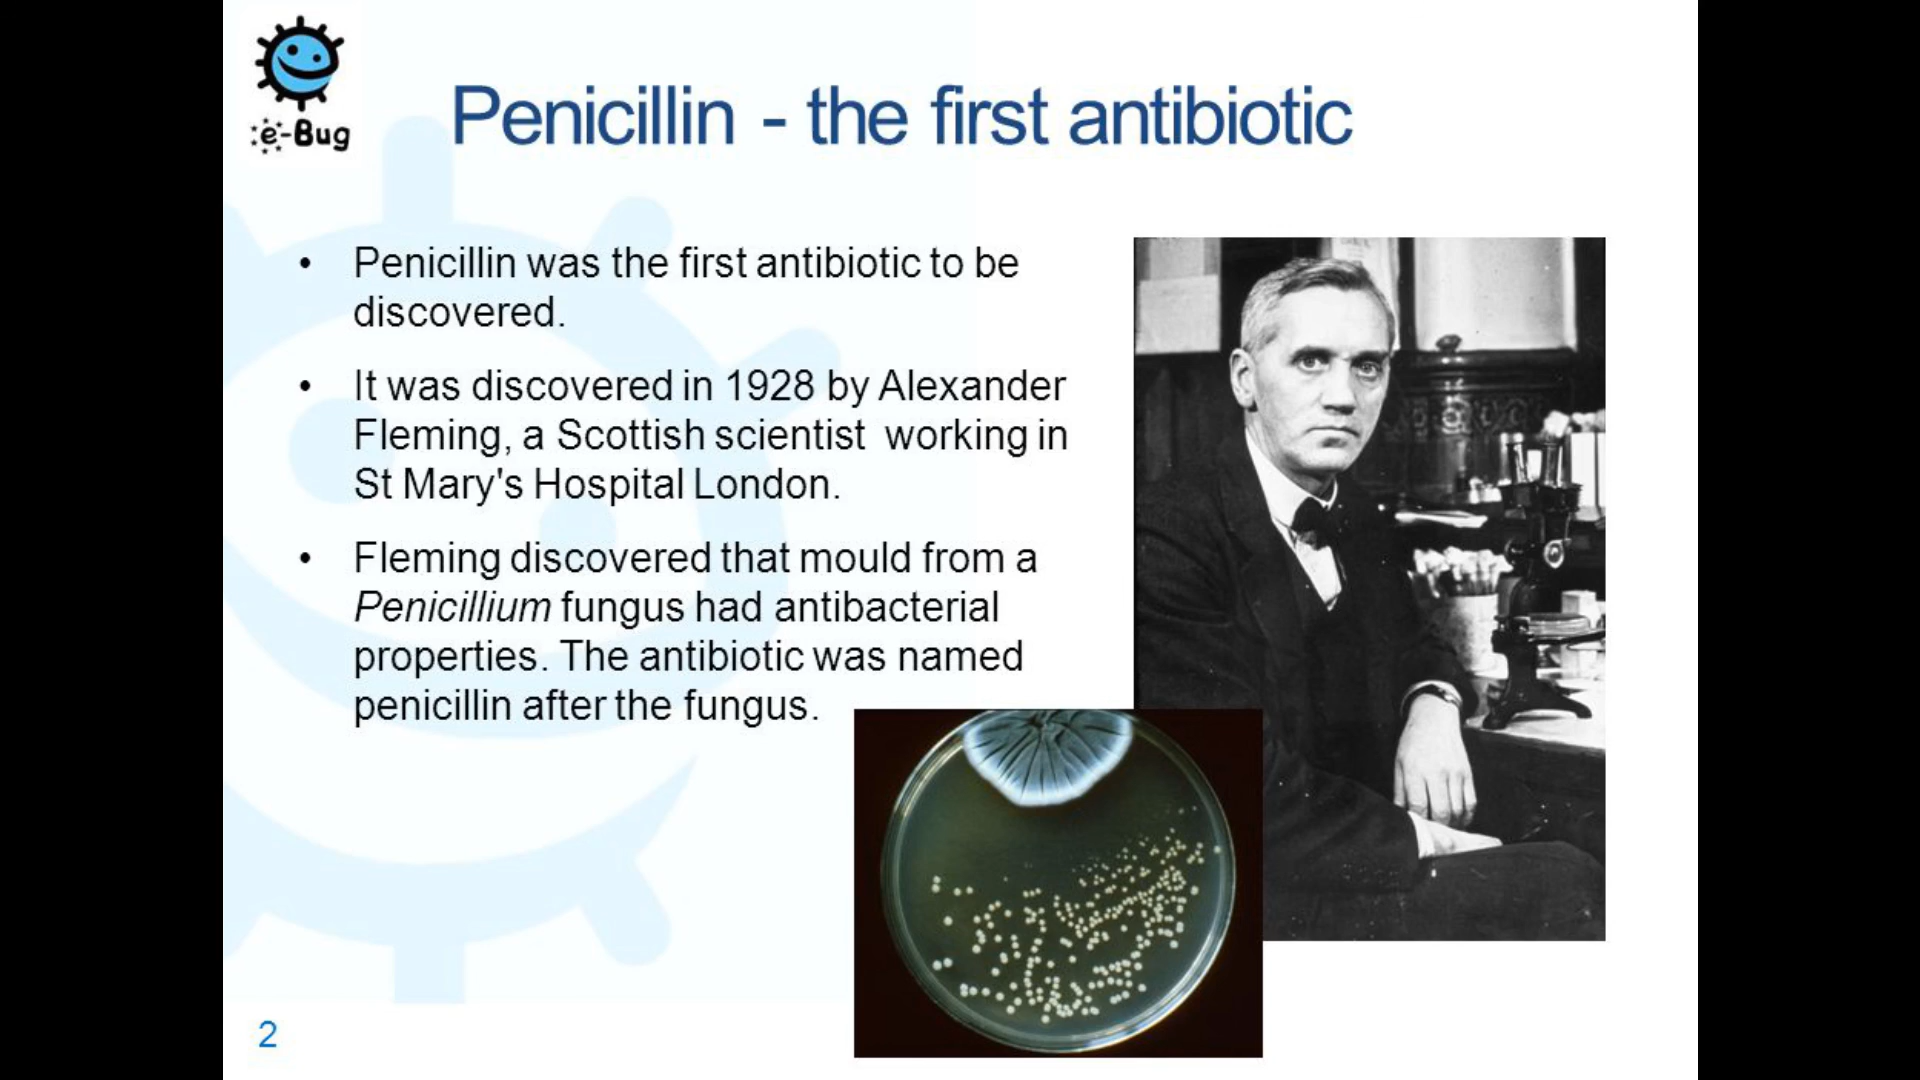 e-Bug
Penicillin - the first antibiotic
• Penicillin was the first antibiotic to be
discovered.
• It was discovered in 1928 by Alexander
Fleming, a Scottish scientist  working in
St Mary's Hospital London.
• Fleming discovered that mould from a
Penicillium fungus had antibacterial
properties. The antibiotic was named
penicillin after the fungus.
2